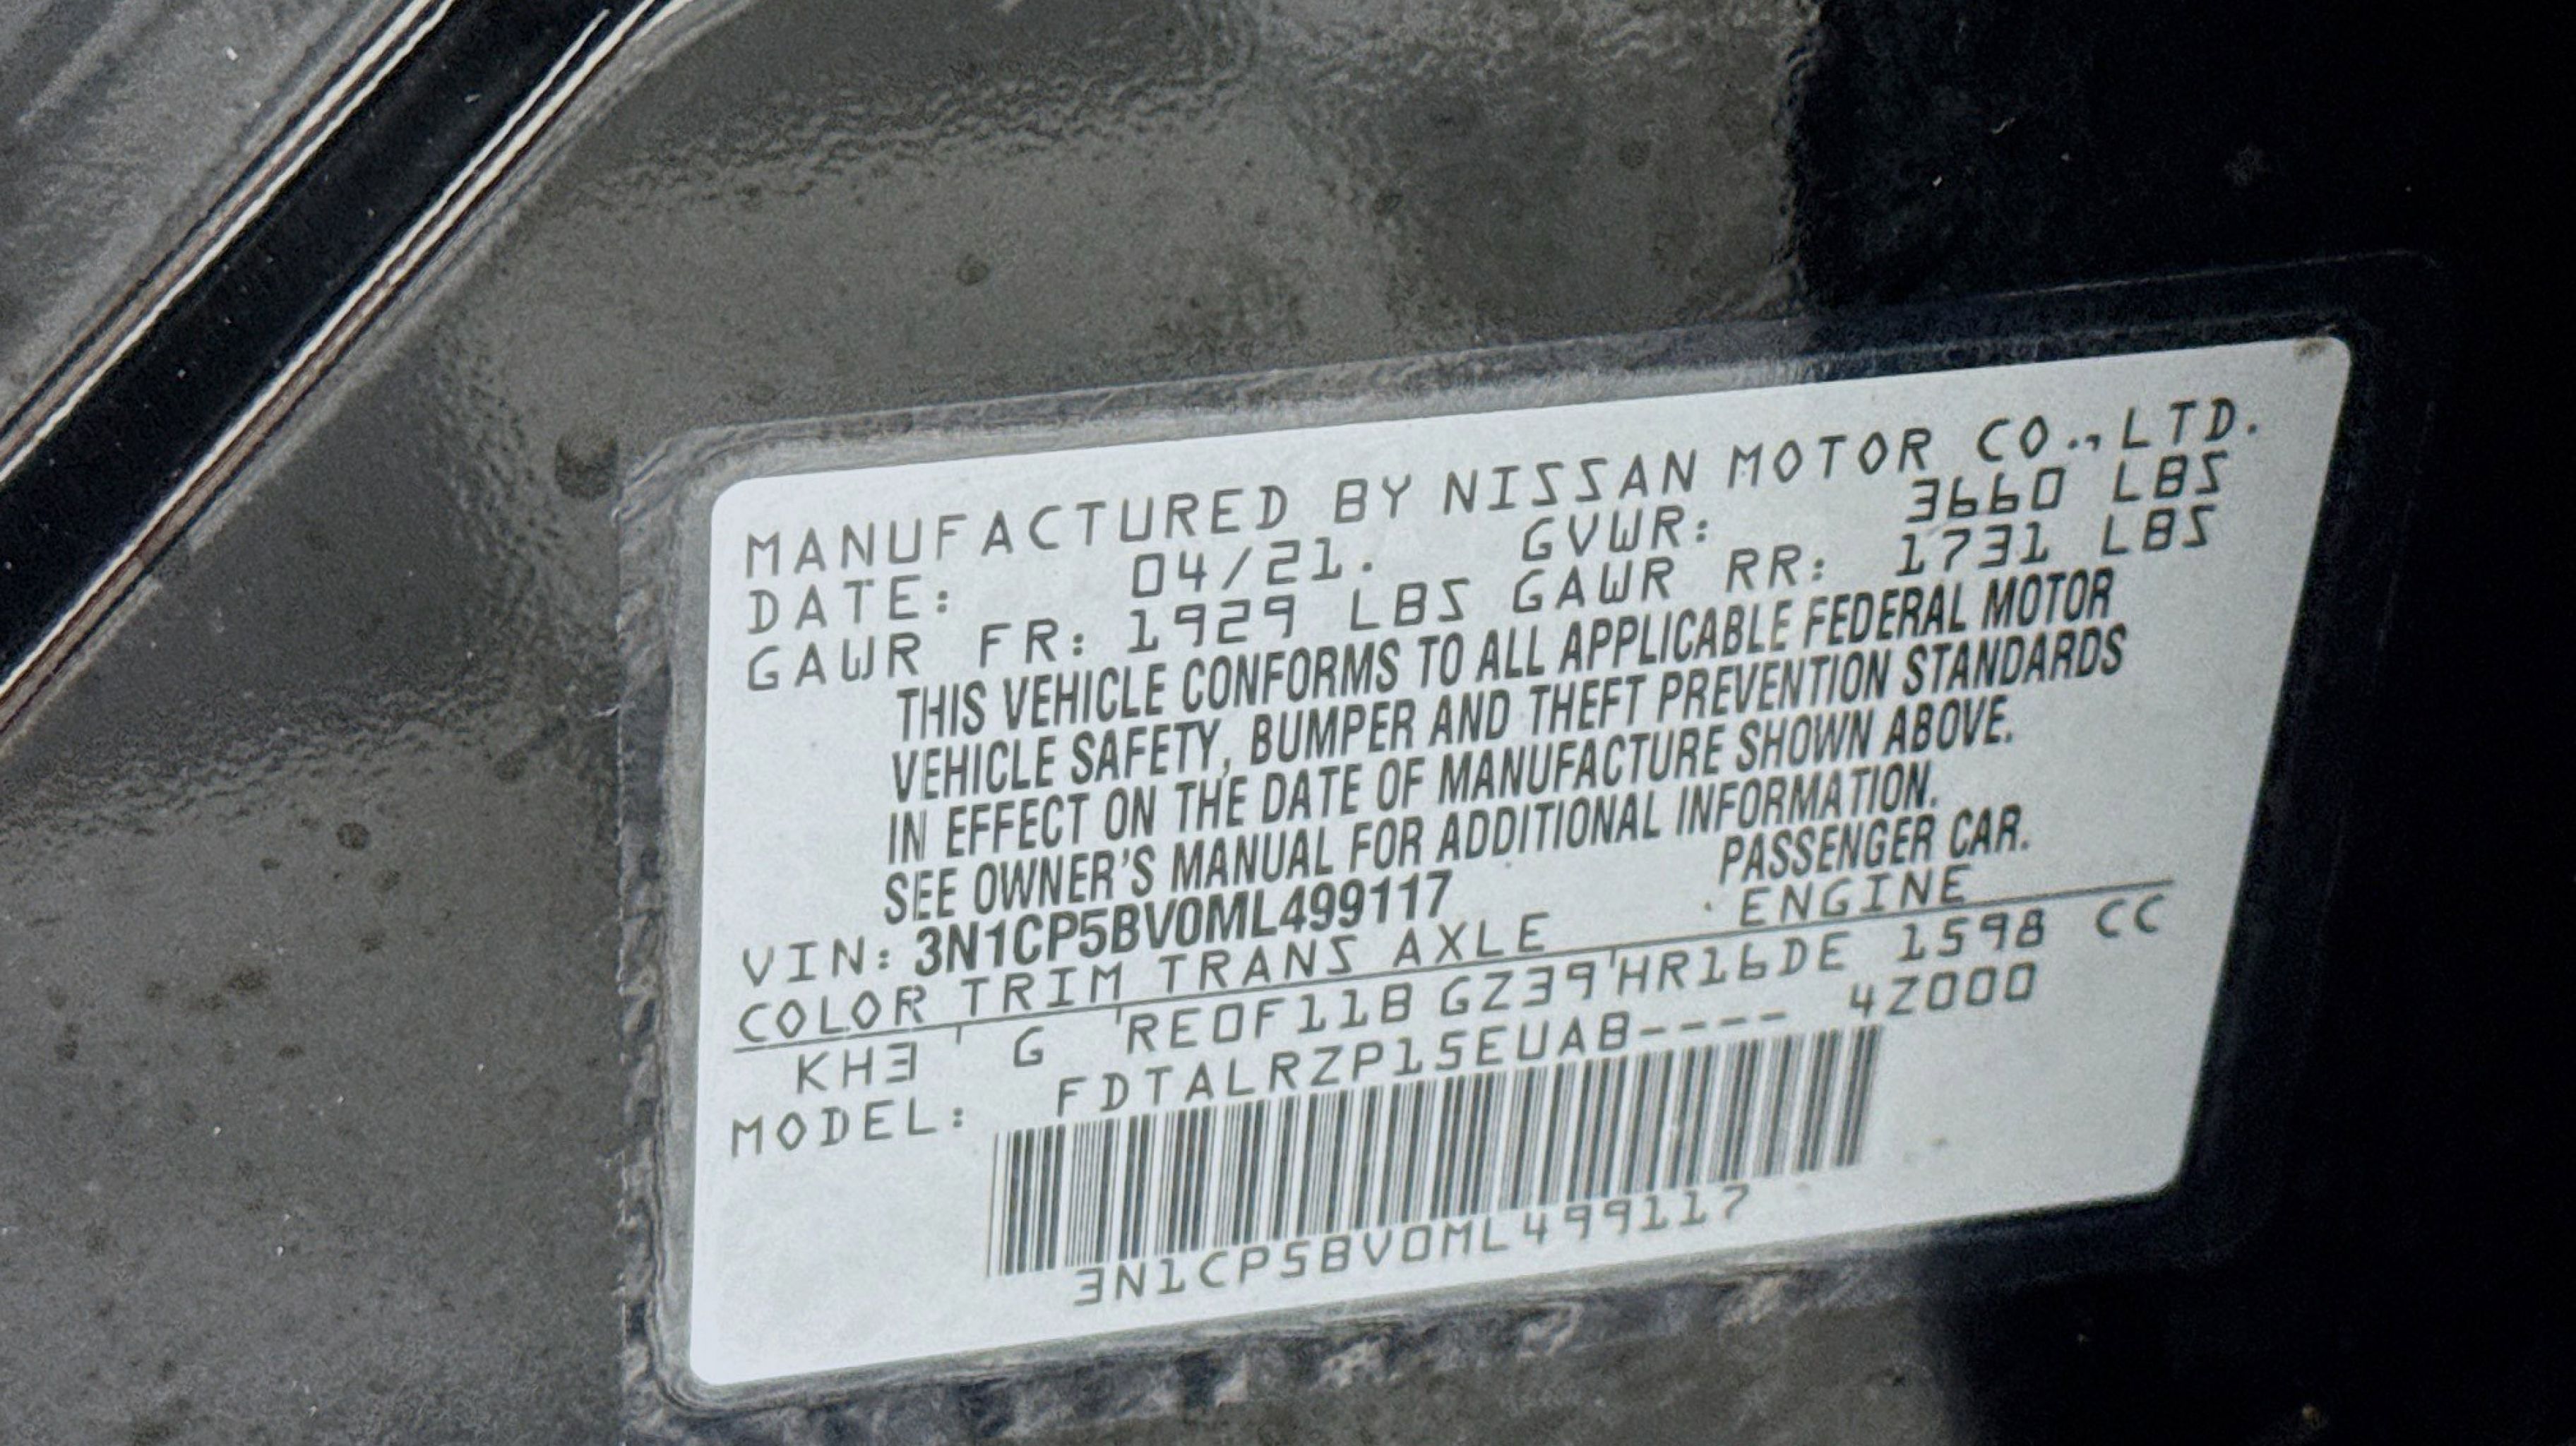 MANUFACTURED BY NISSAN MOTOR CO.,LTD.
DATE: 04/21. GVWR: 3660 LBS
GAWR FR: 1929 LBS GAWR RR: 1731 LBS
THIS VEHICLE CONFORMS TO ALL APPLICABLE FEDERAL MOTOR
VEHICLE SAFETY, BUMPER AND THEFT PREVENTION STANDARDS
IN EFFECT ON THE DATE OF MANUFACTURE SHOWN ABOVE.
SEE OWNER'S MANUAL FOR ADDITIONAL INFORMATION.
VIN: 3N1CP5BV0ML499117 PASSENGER CAR.
COLOR TRIM TRANS AXLE ENGINE
KH3 G RE0F11B GZ39 HR16DE 1598 CC
MODEL: FDTALRZP15EUAB---- 4Z000
3N1CP5BV0ML499117